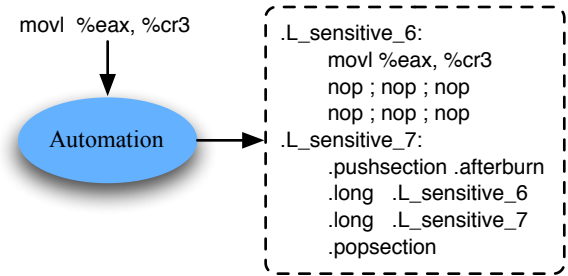 movl %eax, %cr3
Automation
.L_sensitive_6:
movl %eax, %cr3
nop ; nop ; nop
nop ; nop ; nop
.L_sensitive_7:
.pushsection .afterburn
.long .L_sensitive_6
.long .L_sensitive_7
.popsection